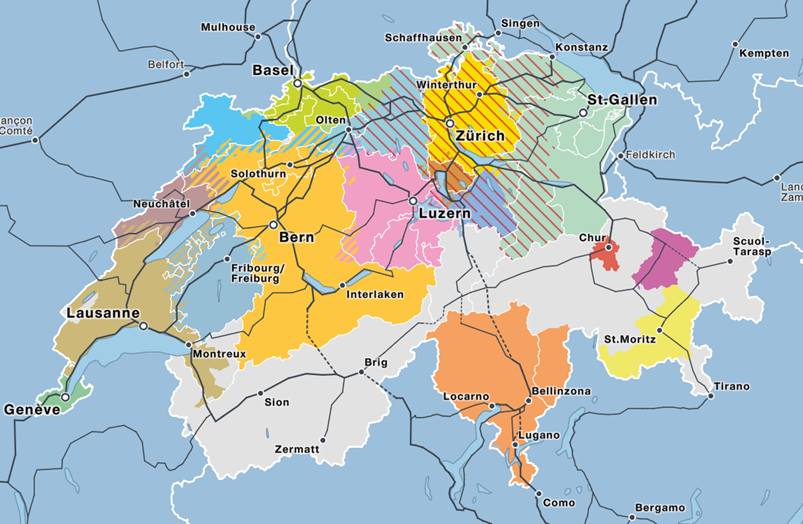 Mulhouse
Singen
Schaffhausen
Konstanz
Kempten
Belfort
Basel
Winterthur
St.Gallen
Olten
Zürich
ançon
Comté
Feldkirch
Solothurn
Land
Zam
Neuchâtel
Luzern
Bern
Chur
Scuol-
Tarasp
Fribourg/
Freiburg
Interlaken
Lausanne
St.Moritz
Montreux
Brig
Tirano
Genève
Sion
Locarno
Bellinzona
Lugano
Zermatt
Como
Bergamo